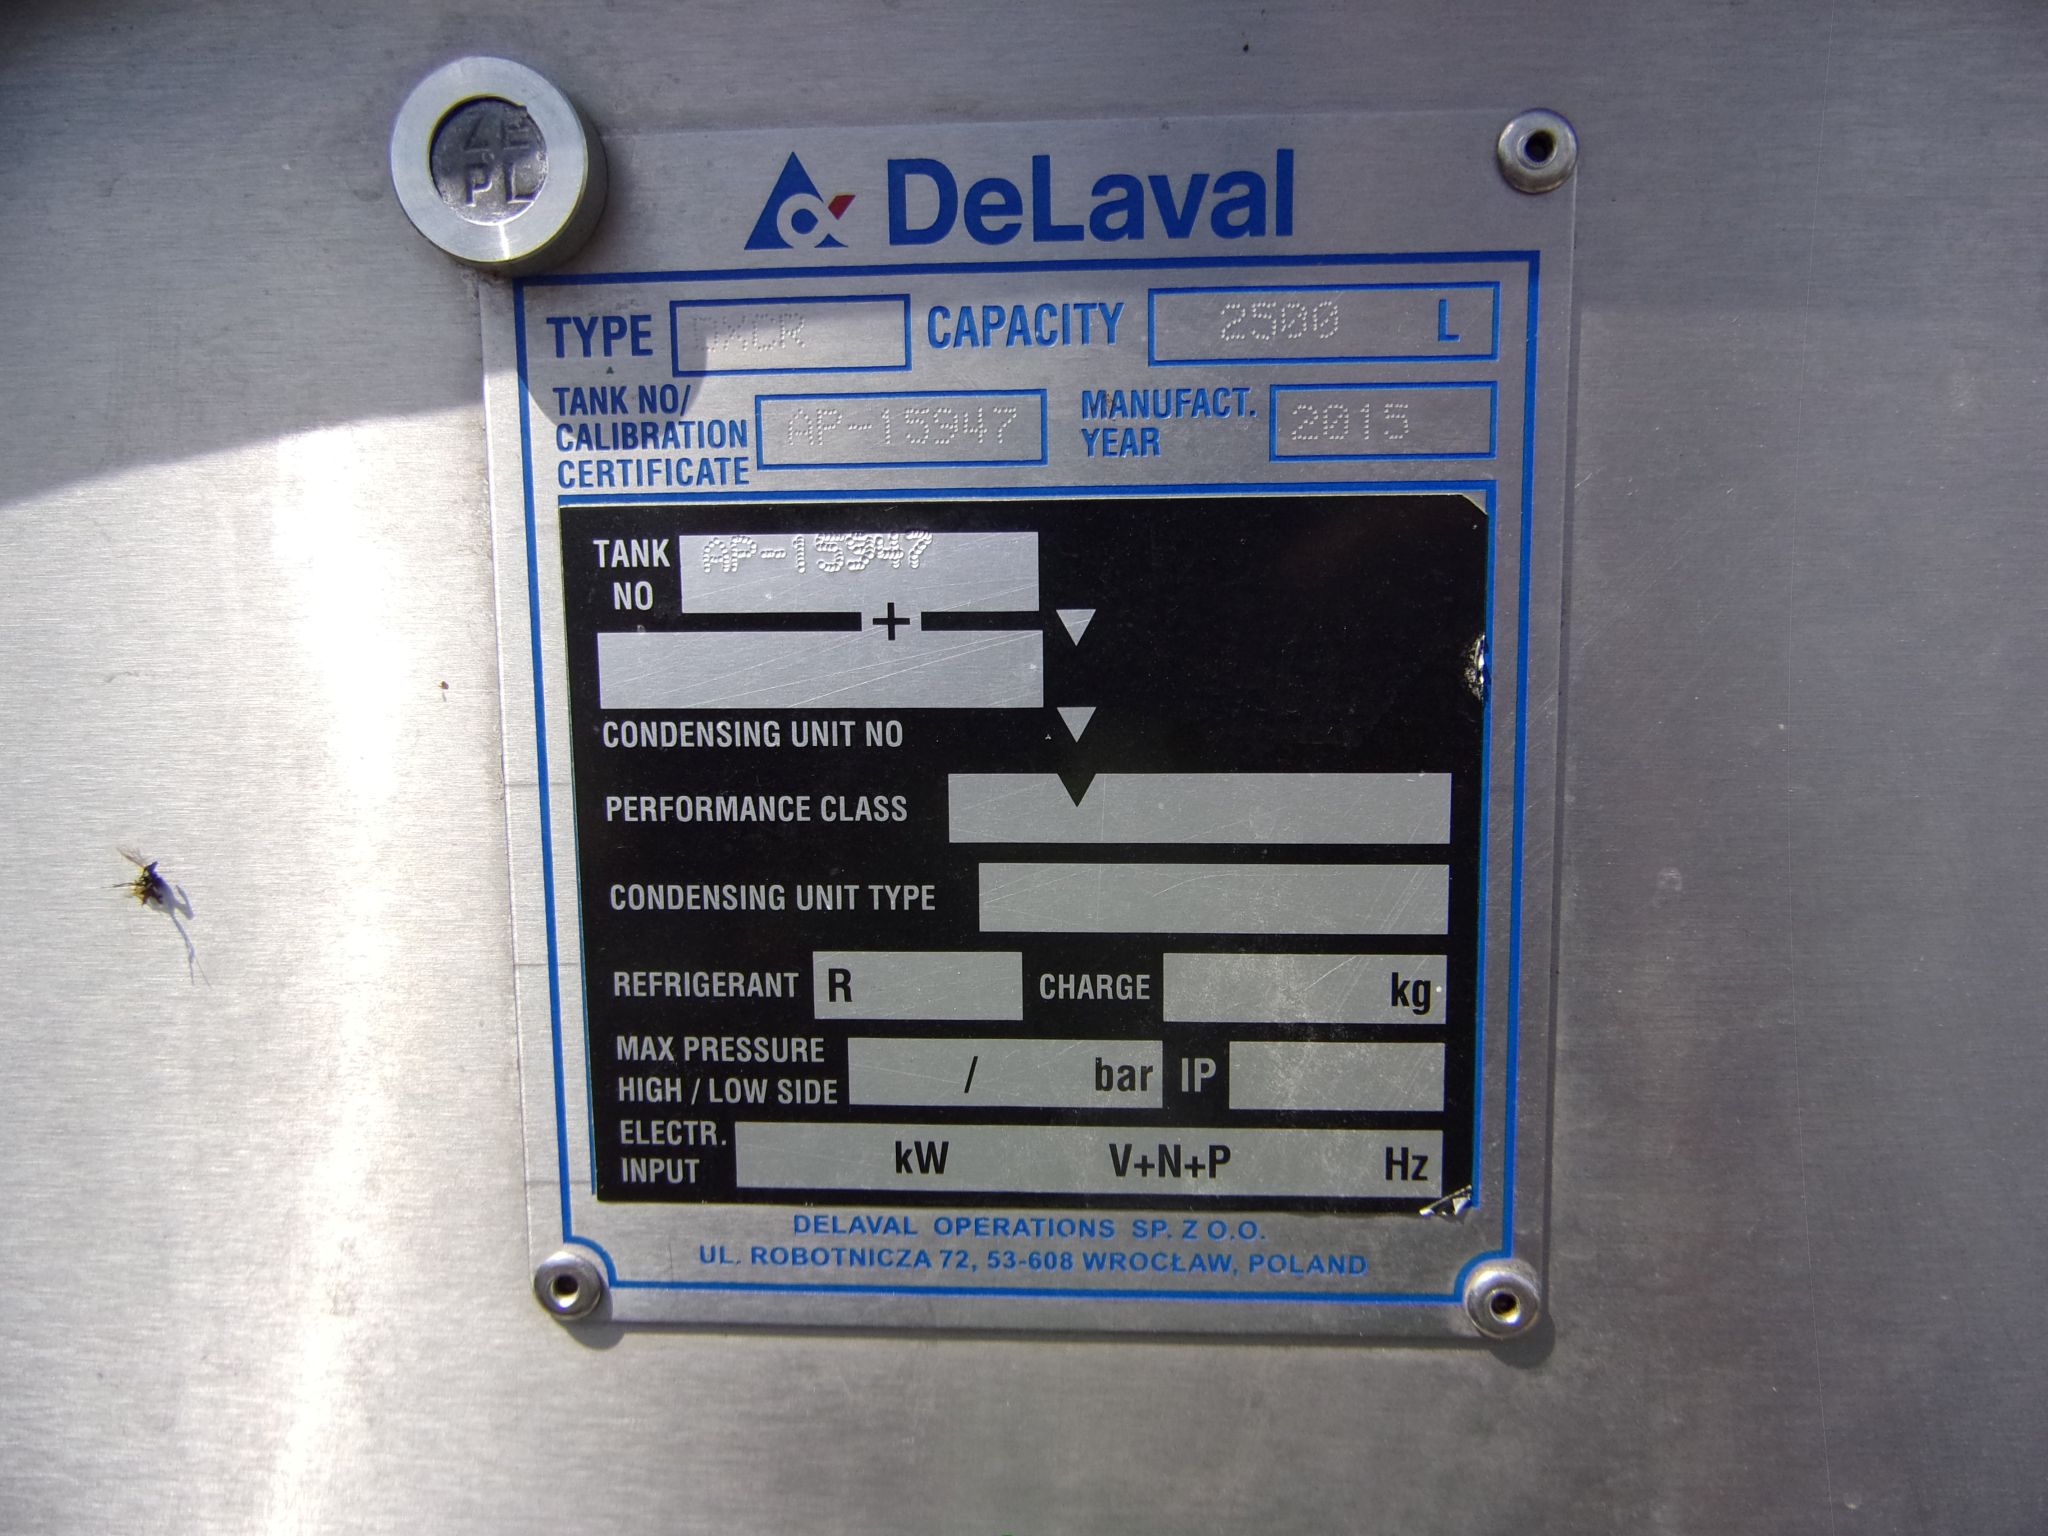 ZE
PL
DeLaval
TYPE DXCR CAPACITY 2500 L
TANK NO/
CALIBRATION
CERTIFICATE
AP-15947
MANUFACT.
YEAR
2015
TANK
NO
AP-15947
+
CONDENSING UNIT NO
PERFORMANCE CLASS
CONDENSING UNIT TYPE
REFRIGERANT R CHARGE kg
MAX PRESSURE
HIGH / LOW SIDE
/ bar IP
ELECTR.
INPUT
kW V+N+P Hz
DELAVAL OPERATIONS SP. Z O.O.
UL. ROBOTNICZA 72, 53-608 WROCŁAW, POLAND